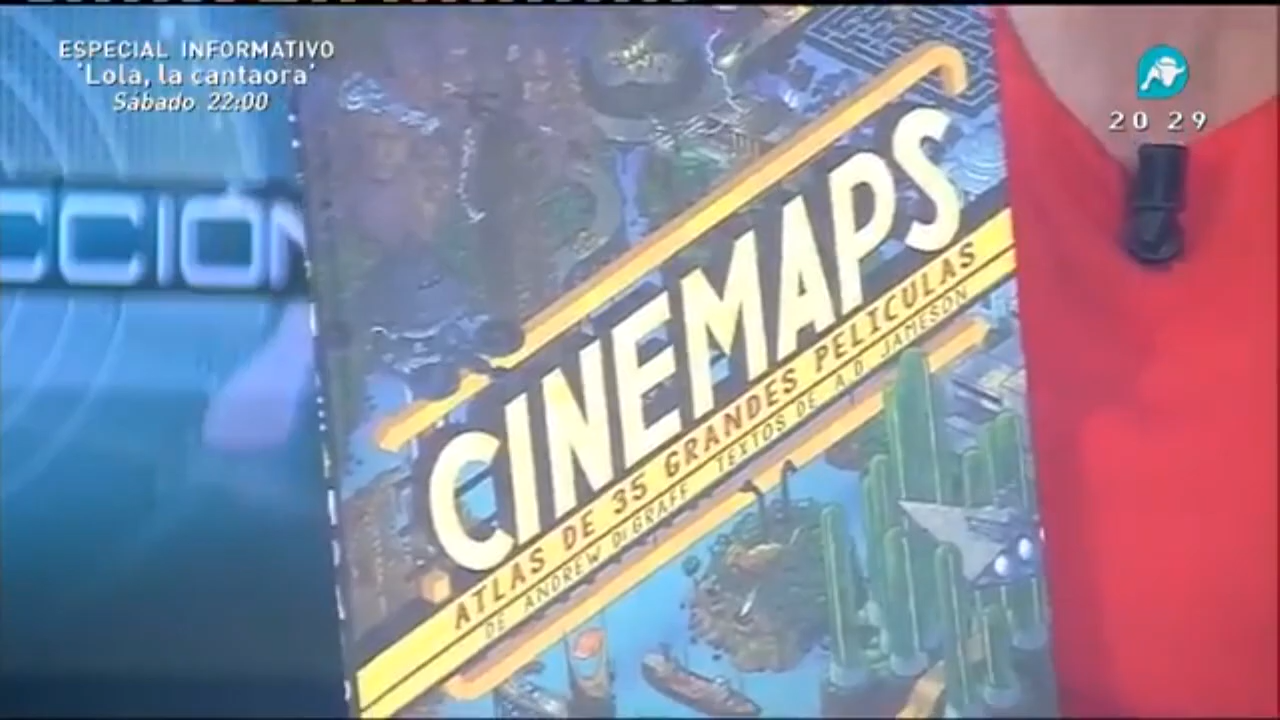 ESPECIAL INFORMATIVO
'Lola, la cantaora'
Sábado 22:00
20 29
CCIÓN
CINEMAPS
ATLAS DE 35 GRANDES PELICULAS
DE ANDREW DEGRAFF TEXTOS DE A.D. JAMESON